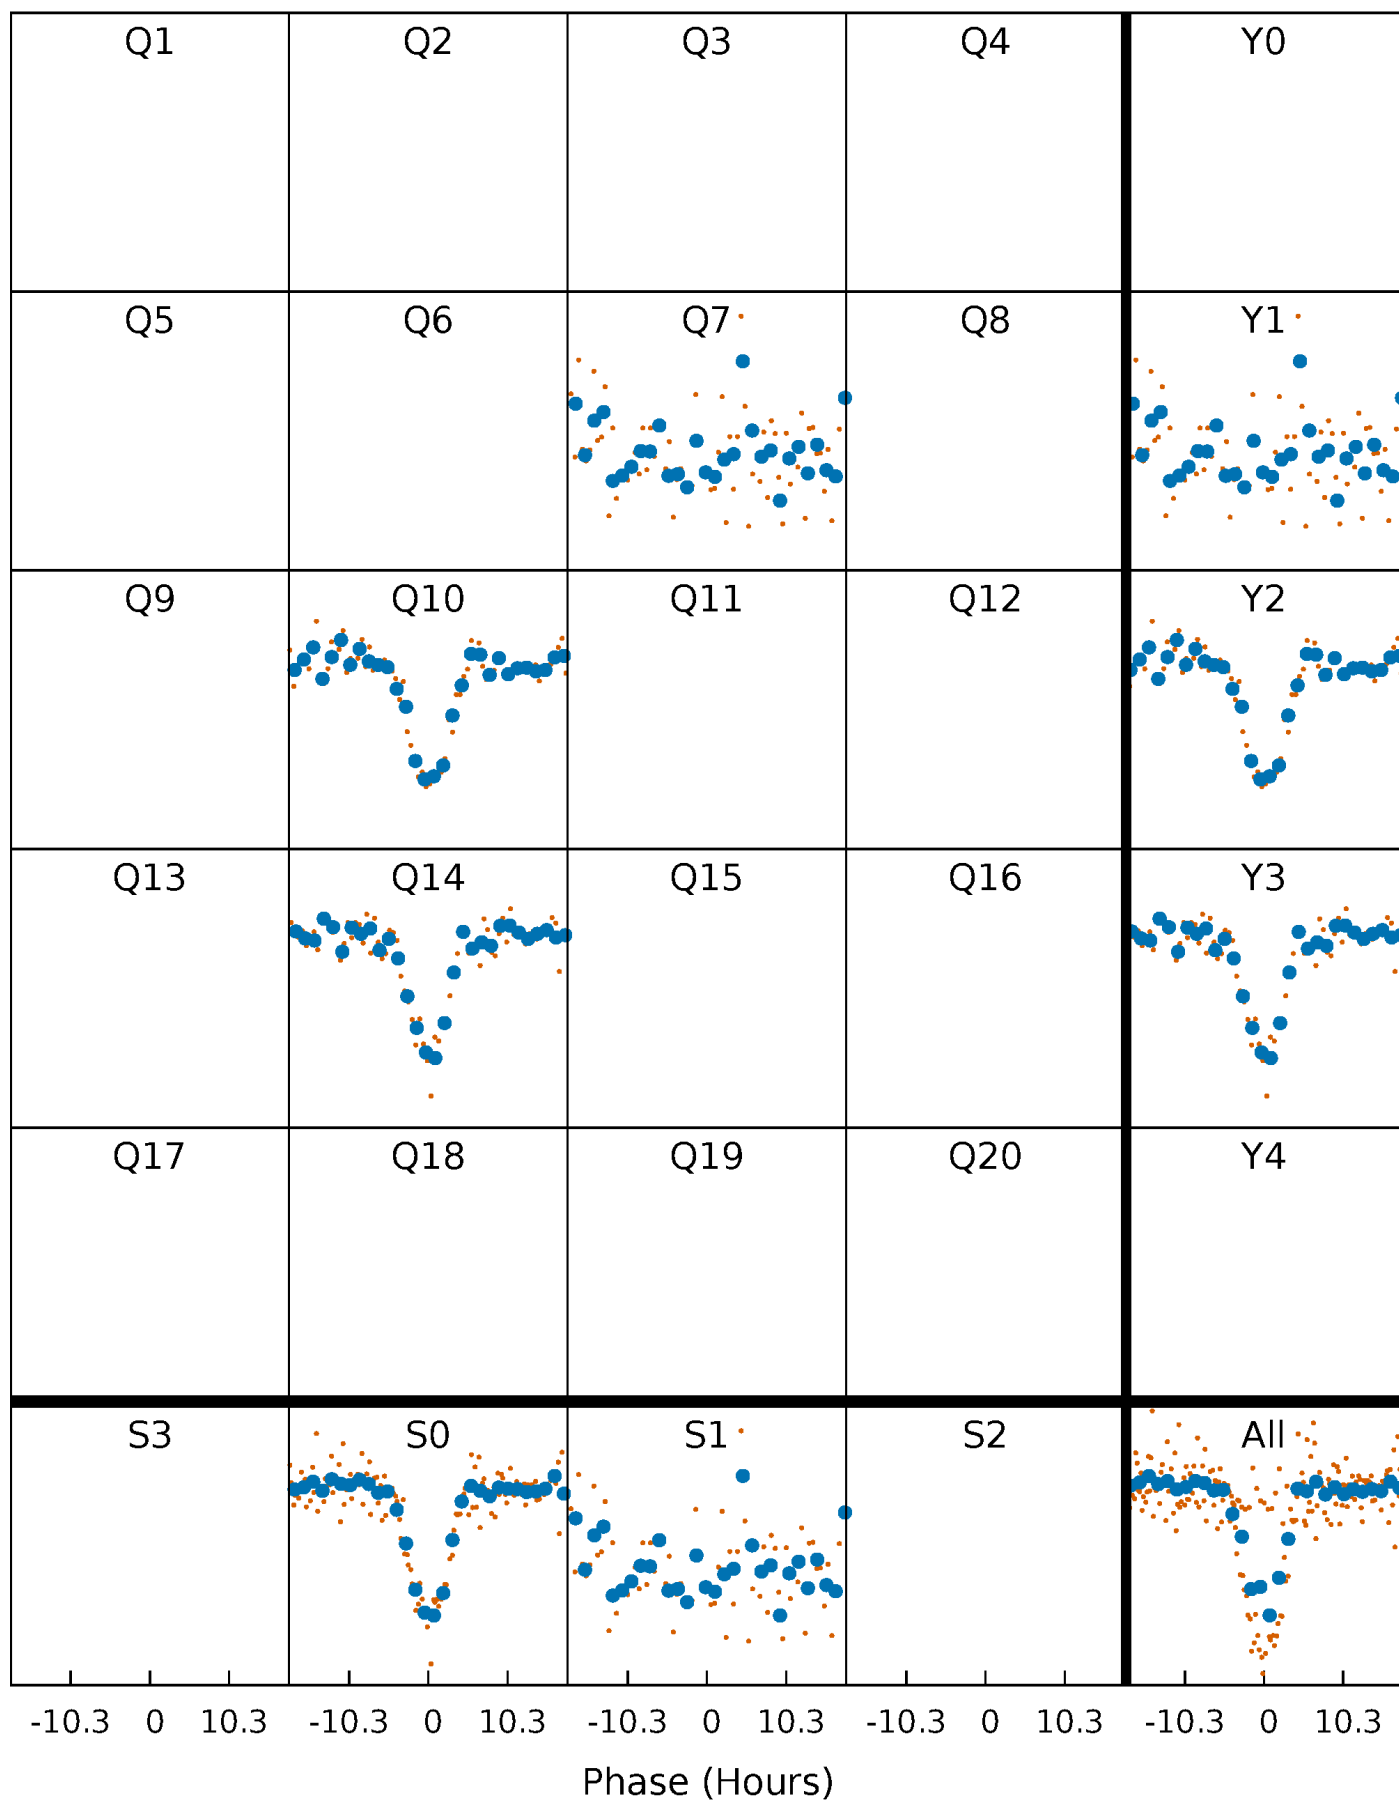 Q1 Q2 Q3 Q4 Y0
Q5 Q6 Q7 Q8 Y1
Q9 Q10 Q11 Q12 Y2
Q13 Q14 Q15 Q16 Y3
Q17 Q18 Q19 Q20 Y4
S3 S0 S1 S2 All
-10.3 0 10.3 -10.3 0 10.3 -10.3 0 10.3 -10.3 0 10.3 -10.3 0 10.3
Phase (Hours)